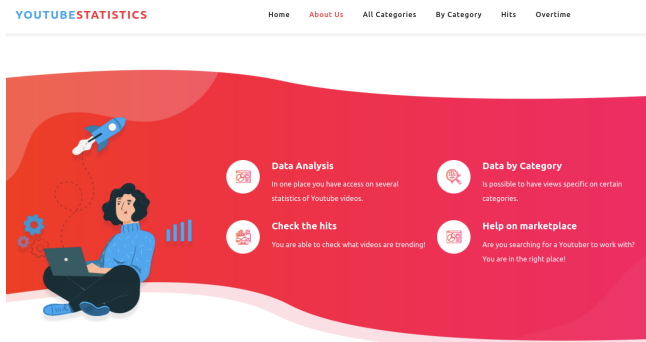 YOUTUBESTATISTICS
Home About Us All Categories By Category Hits Overtime
Data Analysis
In one place you have access on several
statistics of Youtube videos.
Data by Category
Is possible to have views specific on certain
categories.
Check the hits
You are able to check what videos are trending!
Help on marketplace
Are you searching for a Youtuber to work with?
You are in the right place!